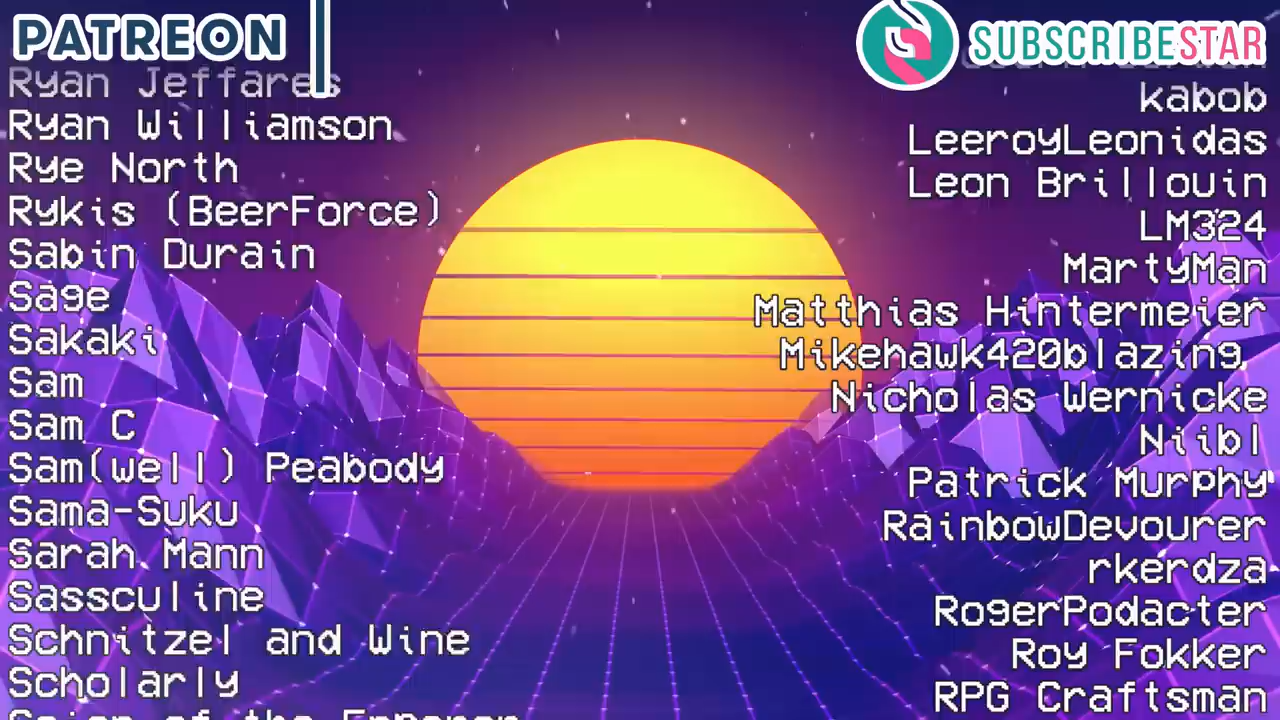 PATREON
Ryan Jeffares
Ryan Williamson
Rye North
Rykis (BeerForce)
Sabin Durain
Sage
Sakaki
Sam
Sam C
Sam(well) Peabody
Sama-Suku
Sarah Mann
Sassculine
Schnitzel and Wine
Scholarly
of the
SUBSCRIBESTAR
kabob
LeeroyLeonidas
Leon Brillouin
LM324
MartyMan
Matthias Hintermeier
Mikehawk420blazing,
Nicholas Wernicke
Niibl
Patrick Murphy
RainbowDevourer
rkerdza
RogerPodacter
Roy Fokker
RPG Craftsman